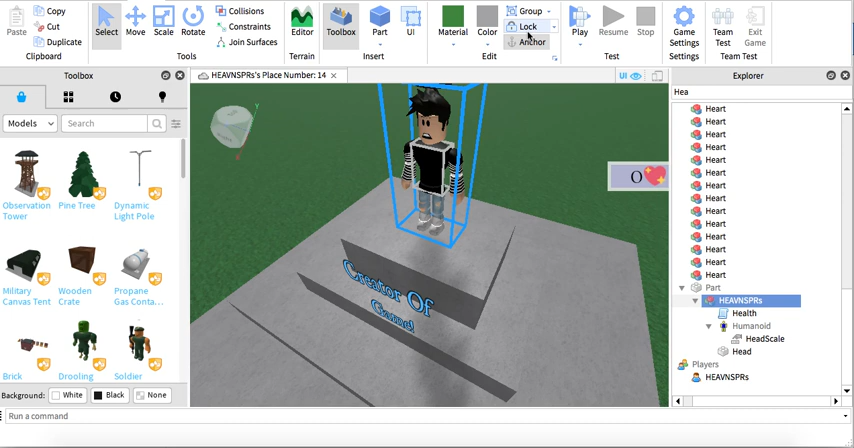 Paste
Copy
Cut
Duplicate
Clipboard
Select
Move
Scale
Rotate
Collisions
Constraints
Join Surfaces
Tools
Editor
Terrain
Toolbox
Part
UI
Insert
Material
Color
Group
Lock
Anchor
Edit
Play
Resume
Stop
Test
Game
Settings
Settings
Team
Test
Exit
Game
Team Test
Toolbox
HEAVNSPRs's Place Number: 14
UI
Explorer
Hea
Models
Search
Observation
Tower
Pine Tree
Dynamic
Light Pole
Military
Canvas Tent
Wooden
Crate
Propane
Gas Conta...
Brick
Drooling
Soldier
Background:
White
Black
None
Creator Of
Game!
O
Heart
Heart
Heart
Heart
Heart
Heart
Heart
Heart
Heart
Heart
Heart
Heart
Heart
Heart
Part
HEAVNSPRs
Health
Humanoid
HeadScale
Head
Players
HEAVNSPRs
Run a command